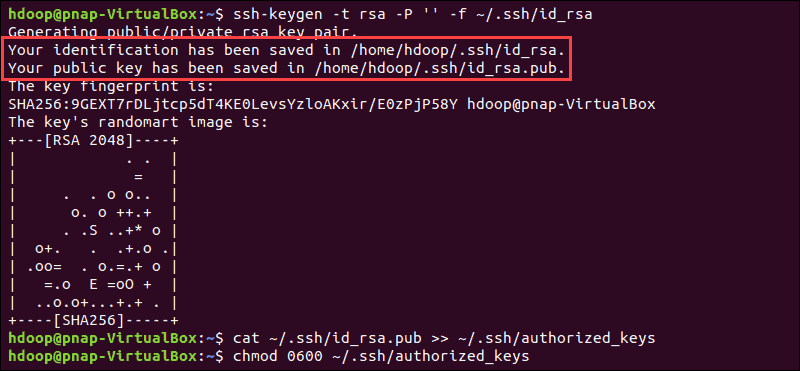 hdoop@pnap-VirtualBox:~$ ssh-keygen -t rsa -P '' -f ~/.ssh/id_rsa
Generating public/private rsa key pair.
Your identification has been saved in /home/hdoop/.ssh/id_rsa.
Your public key has been saved in /home/hdoop/.ssh/id_rsa.pub.
The key fingerprint is:
SHA256:9GEXT7rDLjtcp5dT4KE0LevsYzloAKxir/E0zPjP58Y hdoop@pnap-VirtualBox
The key's randomart image is:
+---[RSA 2048]----+
|             . . |
|              =  |
|     .  . o o..  |
|      o. o ++.+  |
|     . .S ..+* o |
|  o+.   .  .+.o .|
| .oo=  . o.=.+ o |
|   =.o  E =oO +  |
|  ..o.o+...+.+ . |
+----[SHA256]-----+
hdoop@pnap-VirtualBox:~$ cat ~/.ssh/id_rsa.pub >> ~/.ssh/authorized_keys
hdoop@pnap-VirtualBox:~$ chmod 0600 ~/.ssh/authorized_keys